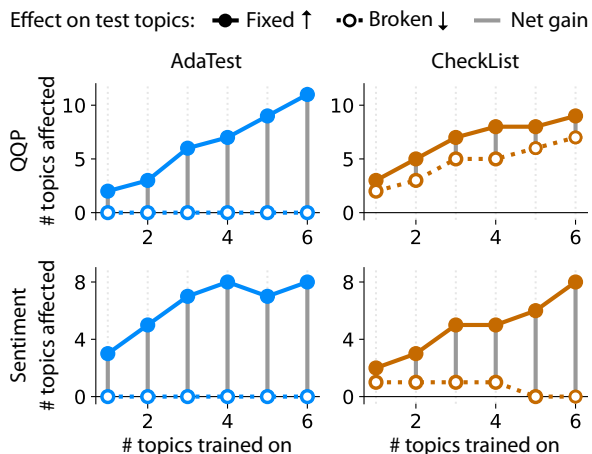 Effect on test topics: Fixed ↑ Broken ↓ Net gain
AdaTest CheckList
QQP
# topics affected
10
5
0
2 4 6
10
5
0
2 4 6
Sentiment
# topics affected
8
4
0
2 4 6
# topics trained on
8
4
0
2 4 6
# topics trained on